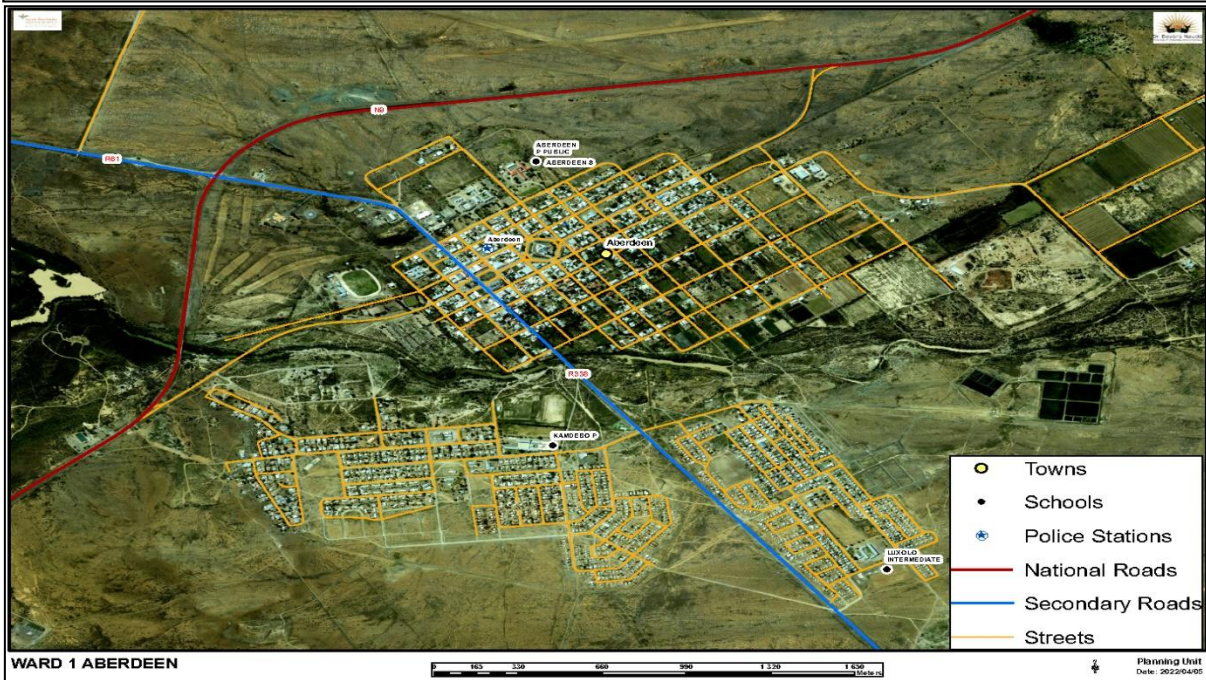 N9
R61
ABERDEEN
P PUBLIC
ABERDEEN S
Aberdeen
Aberdeen
R338
KAMDEBO P
LUXOLO
INTERMEDIATE
Towns
Schools
Police Stations
National Roads
Secondary Roads
Streets
WARD 1 ABERDEEN
0 165 330 660 990 1 320 1 650
Meters
Planning Unit
Date: 2022/04/05